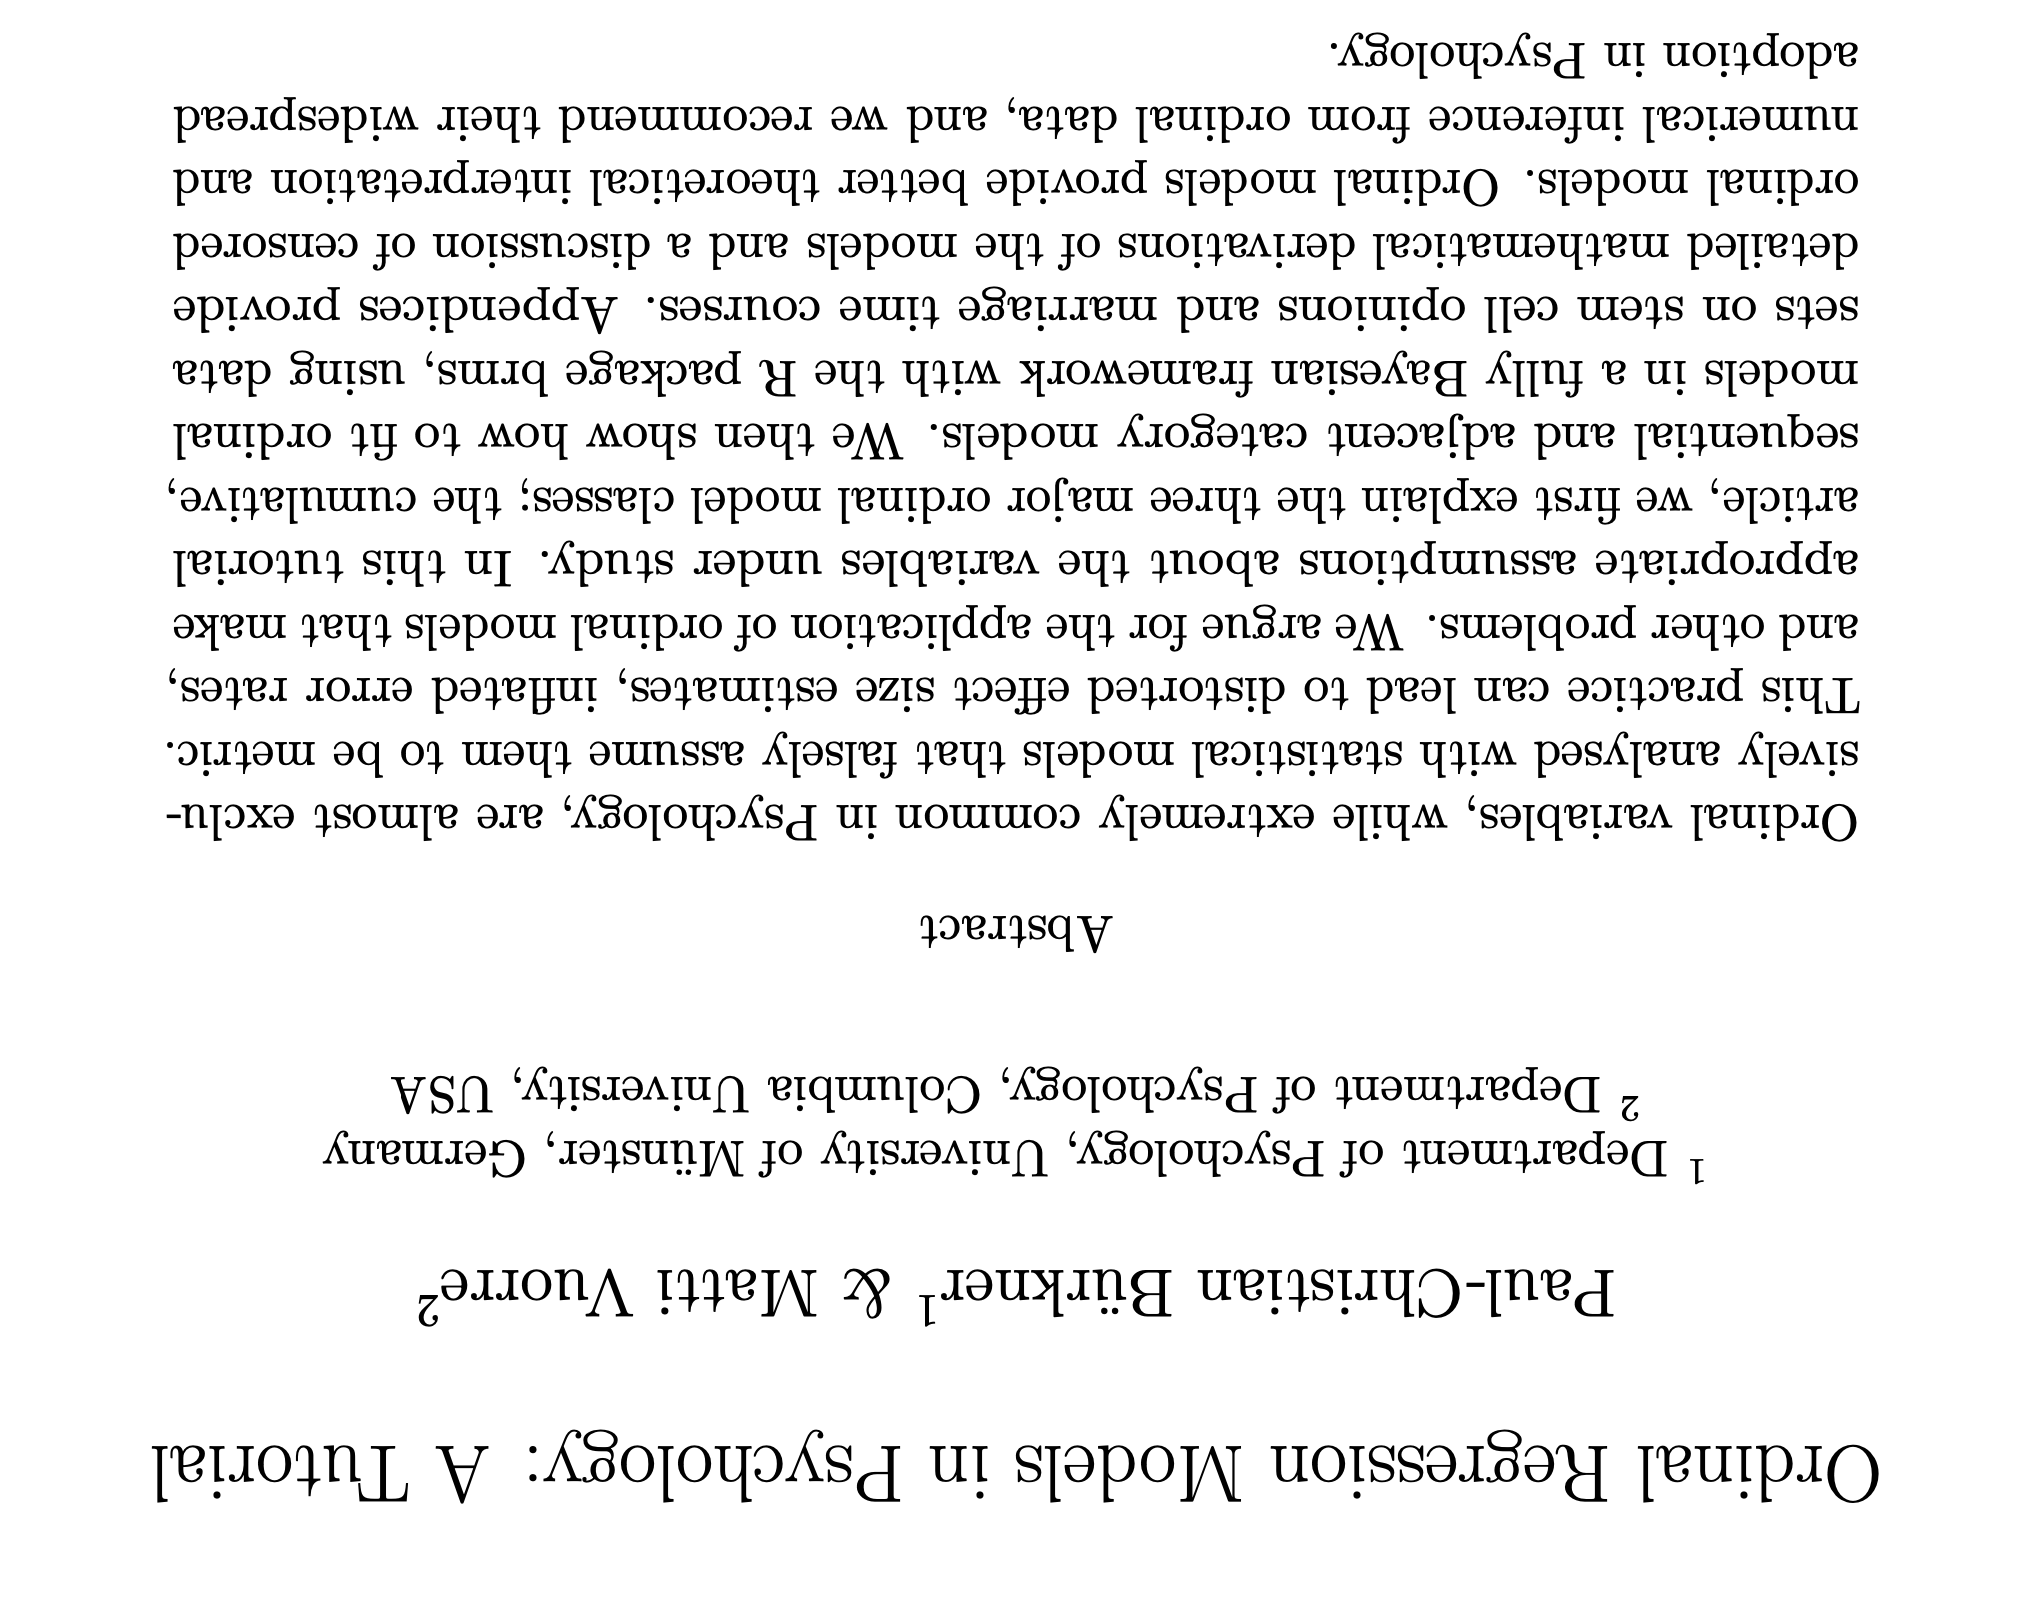 Ordinal Regression Models in Psychology: A Tutorial
Paul-Christian Bürkner¹ & Matti Vuorre²
¹ Department of Psychology, University of Münster, Germany
² Department of Psychology, Columbia University, USA
Abstract
Ordinal variables, while extremely common in Psychology, are almost exclu-
sively analysed with statistical models that falsely assume them to be metric.
This practice can lead to distorted effect size estimates, inflated error rates,
and other problems. We argue for the application of ordinal models that make
appropriate assumptions about the variables under study. In this tutorial
article, we first explain the three major ordinal model classes; the cumulative,
sequential and adjacent category models. We then show how to fit ordinal
models in a fully Bayesian framework with the R package brms, using data
sets on stem cell opinions and marriage time courses. Appendices provide
detailed mathematical derivations of the models and a discussion of censored
ordinal models. Ordinal models provide better theoretical interpretation and
numerical inference from ordinal data, and we recommend their widespread
adoption in Psychology.